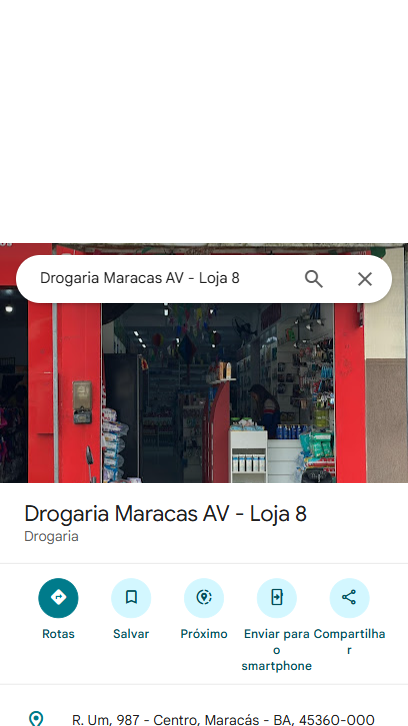 Drogaria Maracas AV - Loja 8
Drogaria Maracas AV - Loja 8
Drogaria
Rotas
Salvar
Próximo
Enviar para
o
smartphone
Compartilha
r
R. Um, 987 - Centro, Maracás - BA, 45360-000